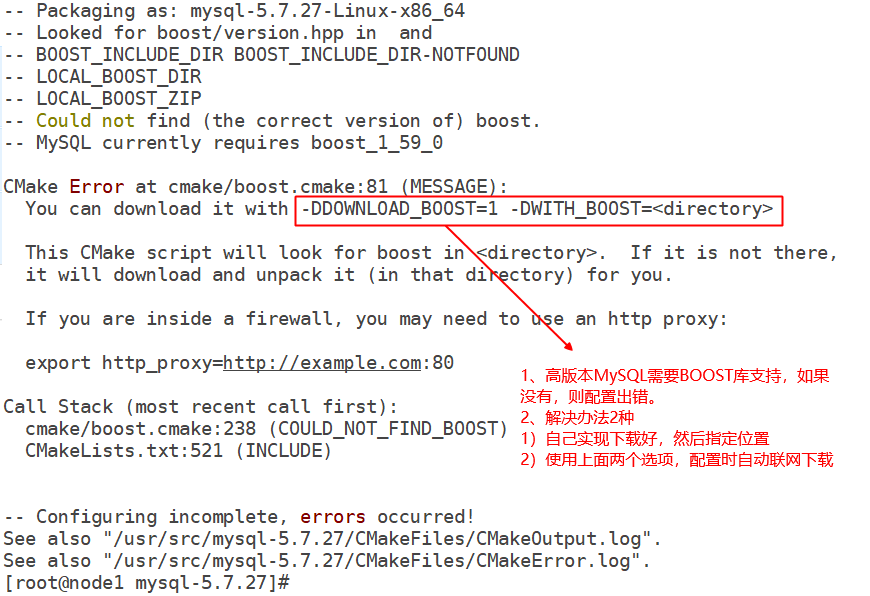 -- Packaging as: mysql-5.7.27-Linux-x86_64
-- Looked for boost/version.hpp in  and
-- BOOST_INCLUDE_DIR BOOST_INCLUDE_DIR-NOTFOUND
-- LOCAL_BOOST_DIR
-- LOCAL_BOOST_ZIP
-- Could not find (the correct version of) boost.
-- MySQL currently requires boost_1_59_0
CMake Error at cmake/boost.cmake:81 (MESSAGE):
You can download it with -DDOWNLOAD_BOOST=1 -DWITH_BOOST=<directory>
This CMake script will look for boost in <directory>.  If it is not there,
it will download and unpack it (in that directory) for you.
If you are inside a firewall, you may need to use an http proxy:
export http_proxy=http://example.com:80
Call Stack (most recent call first):
cmake/boost.cmake:238 (COULD_NOT_FIND_BOOST)
CMakeLists.txt:521 (INCLUDE)
1、高版本MySQL需要BOOST库支持，如果
没有，则配置出错。
2、解决办法2种
1）自己实现下载好，然后指定位置
2）使用上面两个选项，配置时自动联网下载
-- Configuring incomplete, errors occurred!
See also "/usr/src/mysql-5.7.27/CMakeFiles/CMakeOutput.log".
See also "/usr/src/mysql-5.7.27/CMakeFiles/CMakeError.log".
[root@node1 mysql-5.7.27]#